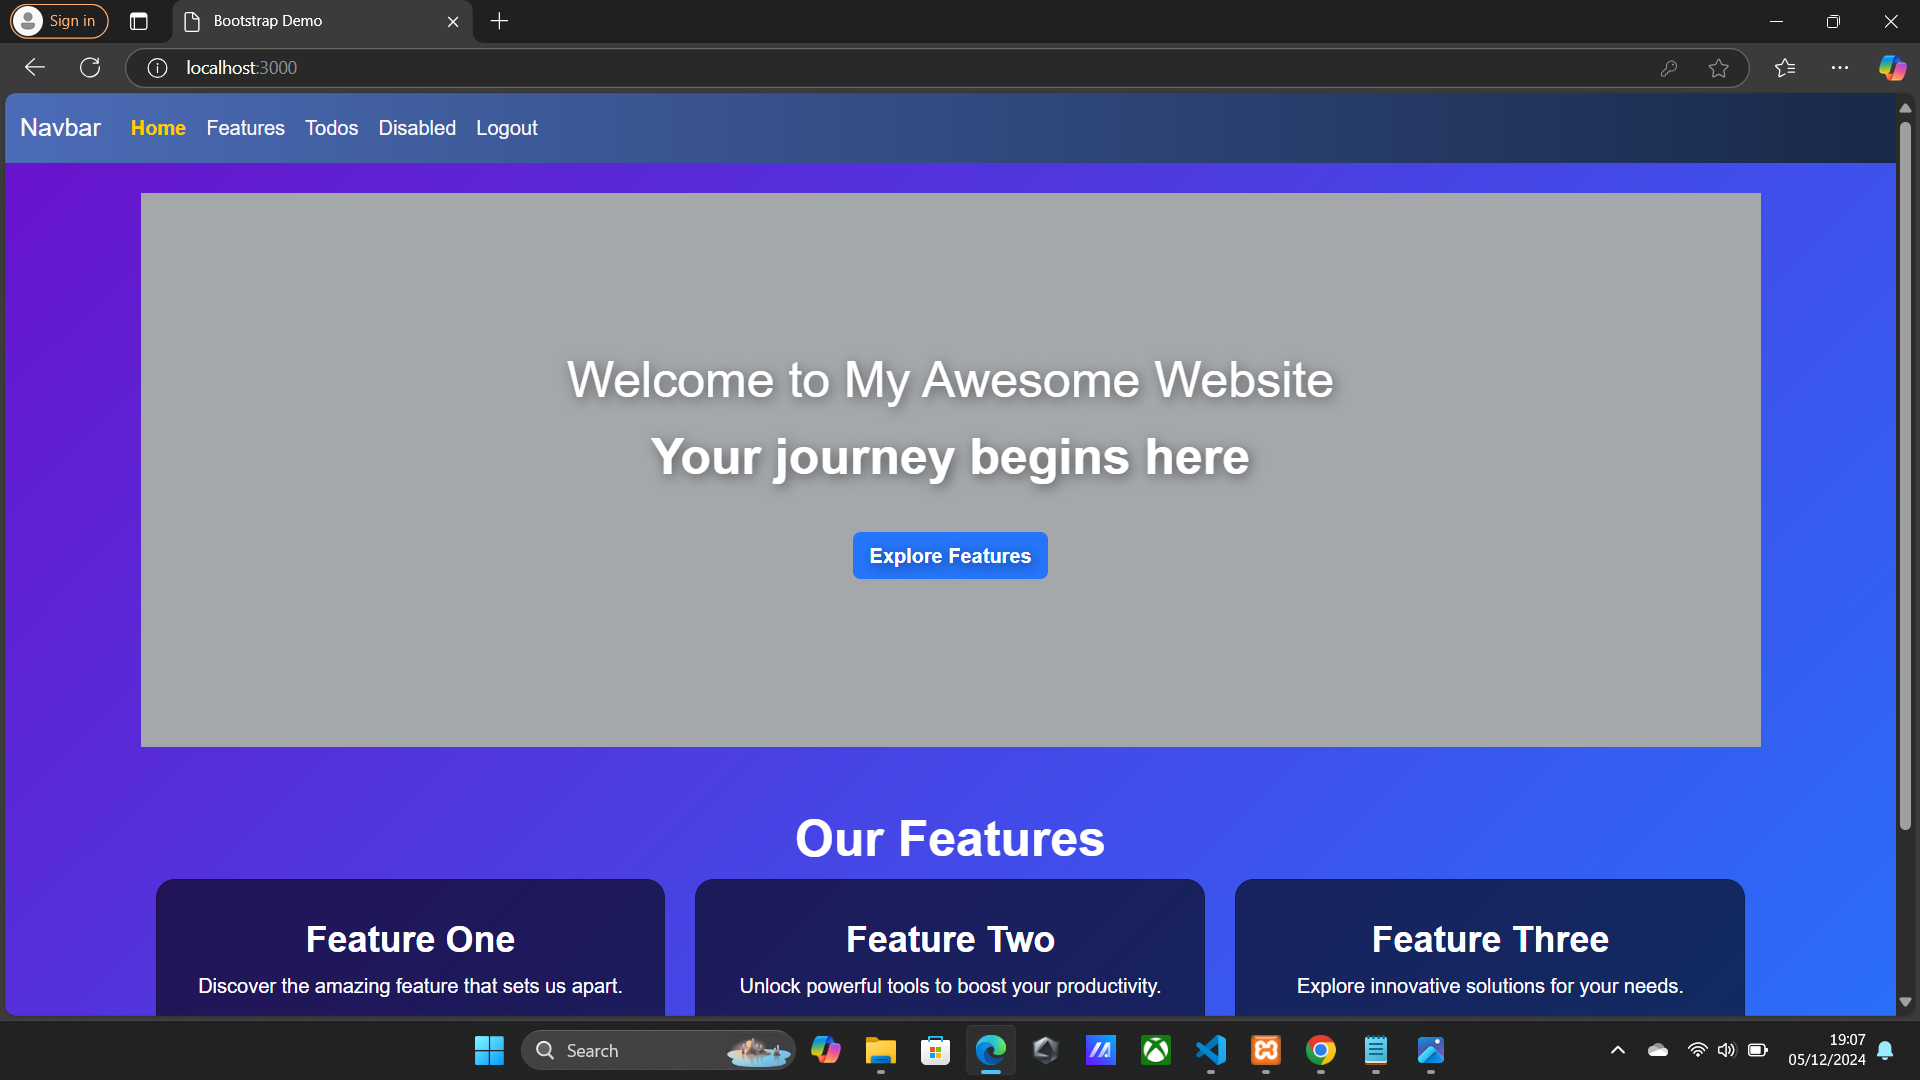 Sign in
Bootstrap Demo
localhost:3000
Navbar Home Features Todos Disabled Logout
Welcome to My Awesome Website
Your journey begins here
Explore Features
Our Features
Feature One
Discover the amazing feature that sets us apart.
Feature Two
Unlock powerful tools to boost your productivity.
Feature Three
Explore innovative solutions for your needs.
Search
19:07
05/12/2024